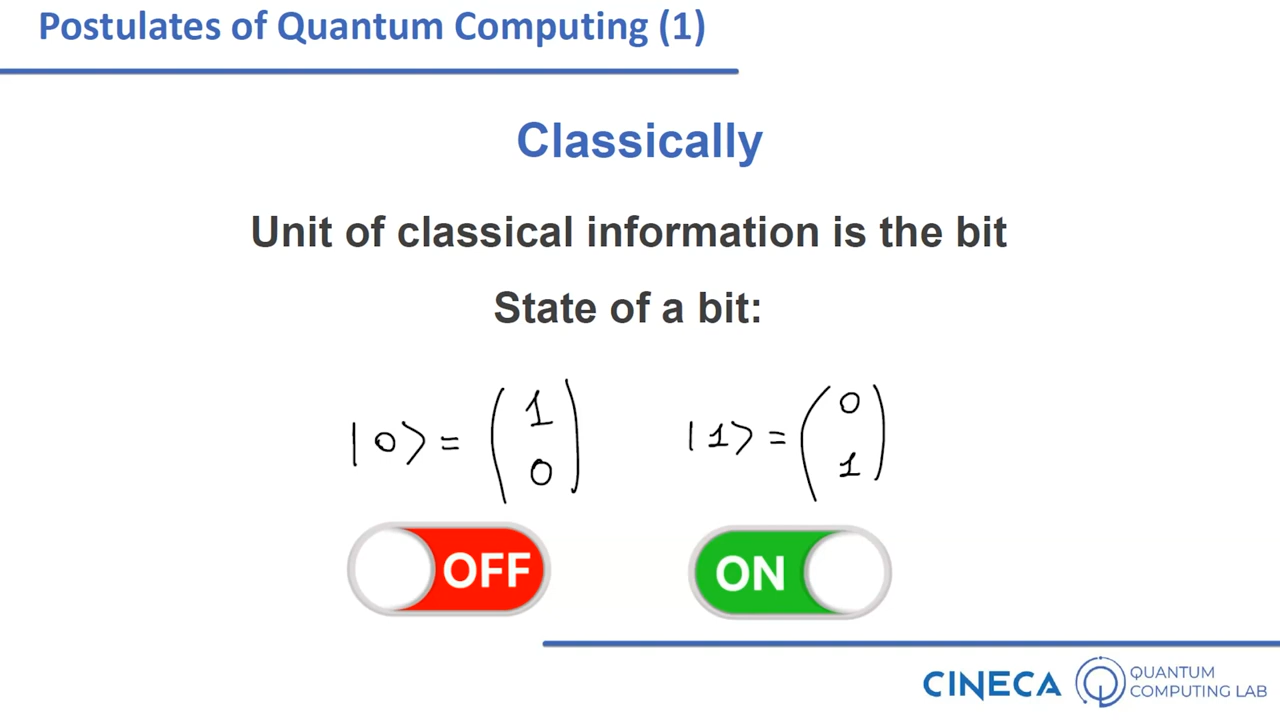 Postulates of Quantum Computing (1)
Classically
Unit of classical information is the bit
State of a bit:
|0⟩ = (1 0) |1⟩ = (0 1)
OFF ON
CINECA QUANTUM COMPUTING LAB